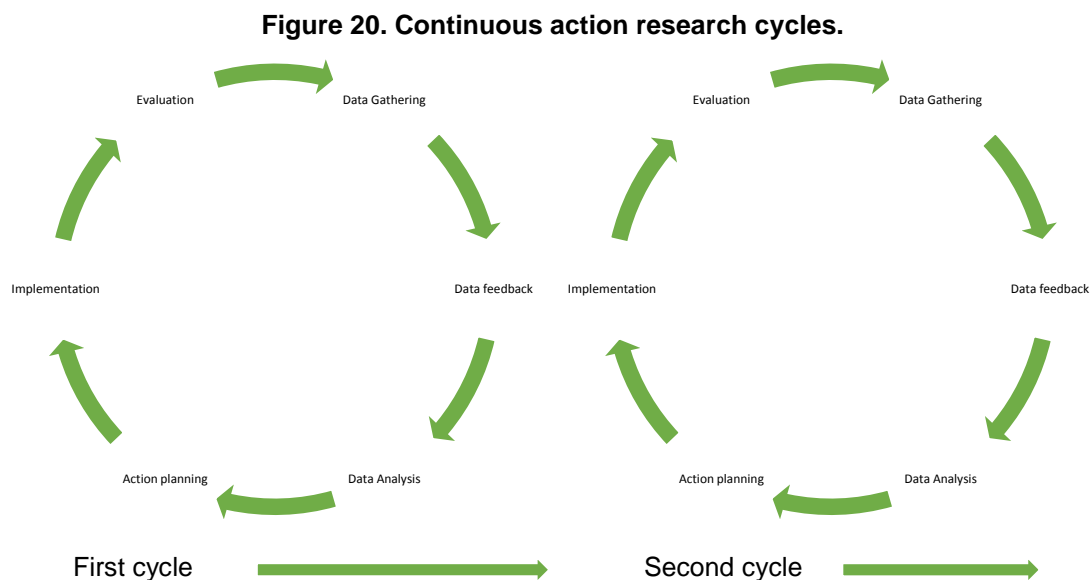 Figure 20. Continuous action research cycles.
Evaluation
Data Gathering
Data feedback
Data Analysis
Action planning
Implementation
Evaluation
Data Gathering
Data feedback
Data Analysis
Action planning
Implementation
First cycle
Second cycle